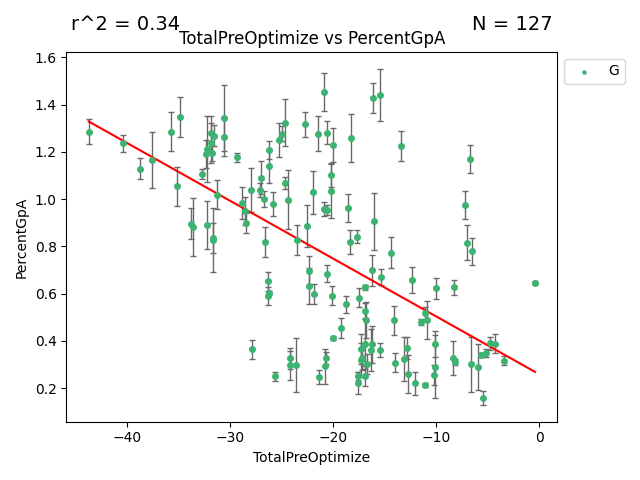 r^2 = 0.34
N = 127
TotalPreOptimize vs PercentGpA
G
1.6
1.4
1.2
1.0
0.8
0.6
0.4
0.2
PercentGpA
−40
−30
−20
−10
0
TotalPreOptimize